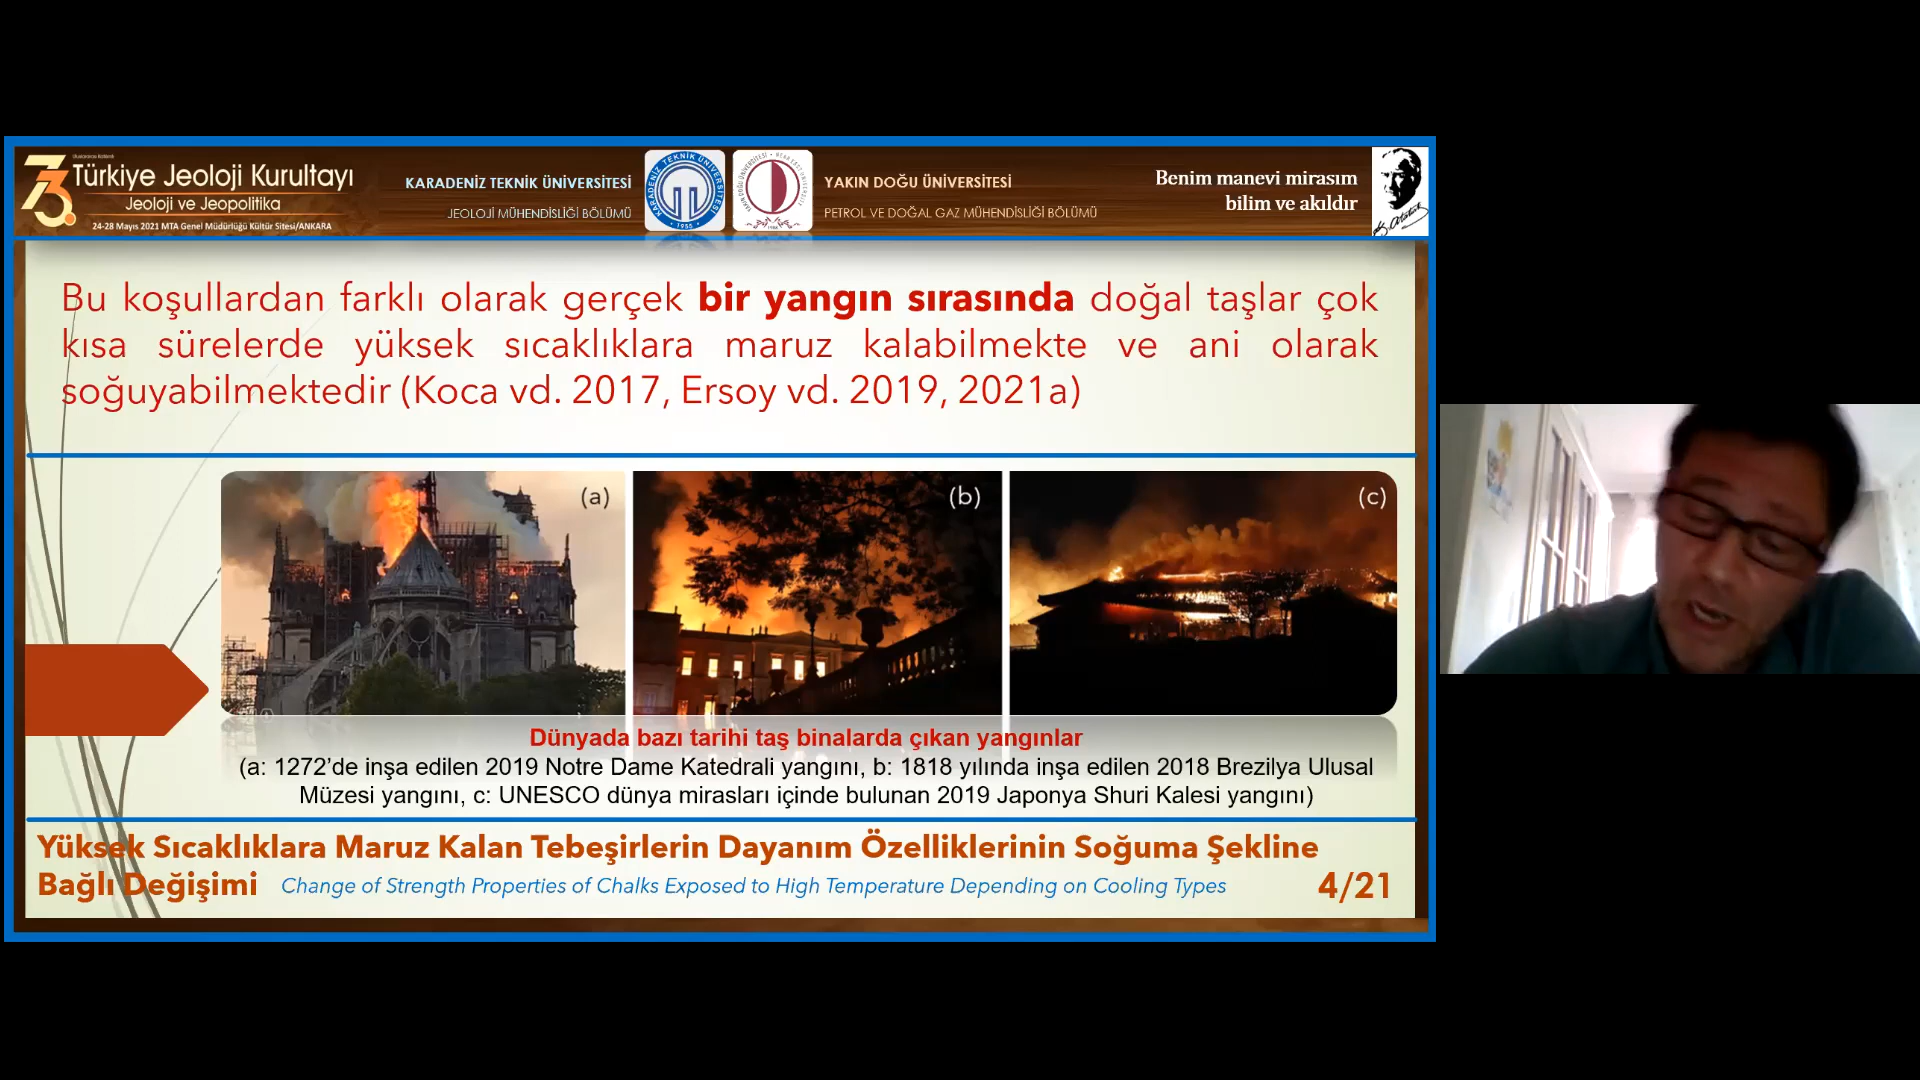 73.
Türkiye Jeoloji Kurultayı
Jeoloji ve Jeopolitika
24-28 Mayıs 2021 MTA Genel Müdürlüğü Kültür Sitesi/ANKARA
KARADENİZ TEKNİK ÜNİVERSİTESİ
JEOLOJİ MÜHENDİSLİĞİ BÖLÜMÜ
KARADENİZ TEKNİK ÜNİVERSİTESİ
1955
YAKIN DOĞU ÜNİVERSİTESİ
PETROL VE DOĞAL GAZ MÜHENDİSLİĞİ BÖLÜMÜ
Benim manevi mirasım
bilim ve akıldır
Bu koşullardan farklı olarak gerçek bir yangın sırasında doğal taşlar çok
kısa sürelerde yüksek sıcaklıklara maruz kalabilmekte ve ani olarak
soğuyabilmektedir (Koca vd. 2017, Ersoy vd. 2019, 2021a)
(a)
(b)
(c)
Dünyada bazı tarihi taş binalarda çıkan yangınlar
(a: 1272’de inşa edilen 2019 Notre Dame Katedrali yangını, b: 1818 yılında inşa edilen 2018 Brezilya Ulusal
Müzesi yangını, c: UNESCO dünya mirasları içinde bulunan 2019 Japonya Shuri Kalesi yangını)
Yüksek Sıcaklıklara Maruz Kalan Tebeşirlerin Dayanım Özelliklerinin Soğuma Şekline
Bağlı Değişimi Change of Strength Properties of Chalks Exposed to High Temperature Depending on Cooling Types
4/21